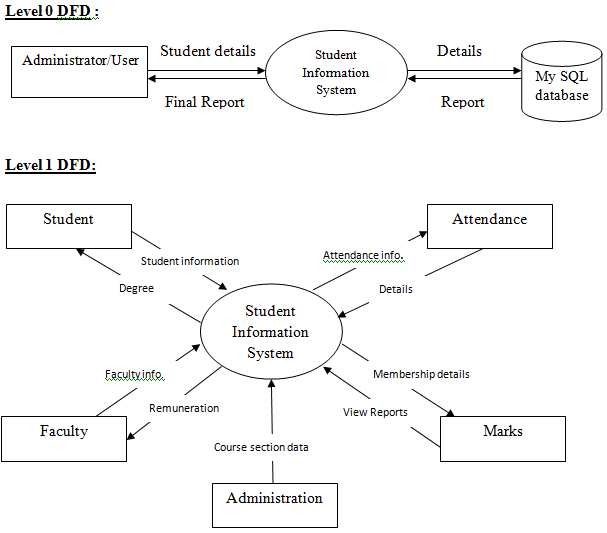 Level 0 DFD :
Administrator/User
Student details
Final Report
Student
Information
System
Details
Report
My SQL
database
Level 1 DFD:
Student
Attendance
Student information
Degree
Attendance info.
Details
Student
Information
System
Faculty info.
Remuneration
Membership details
View Reports
Faculty
Marks
Course section data
Administration